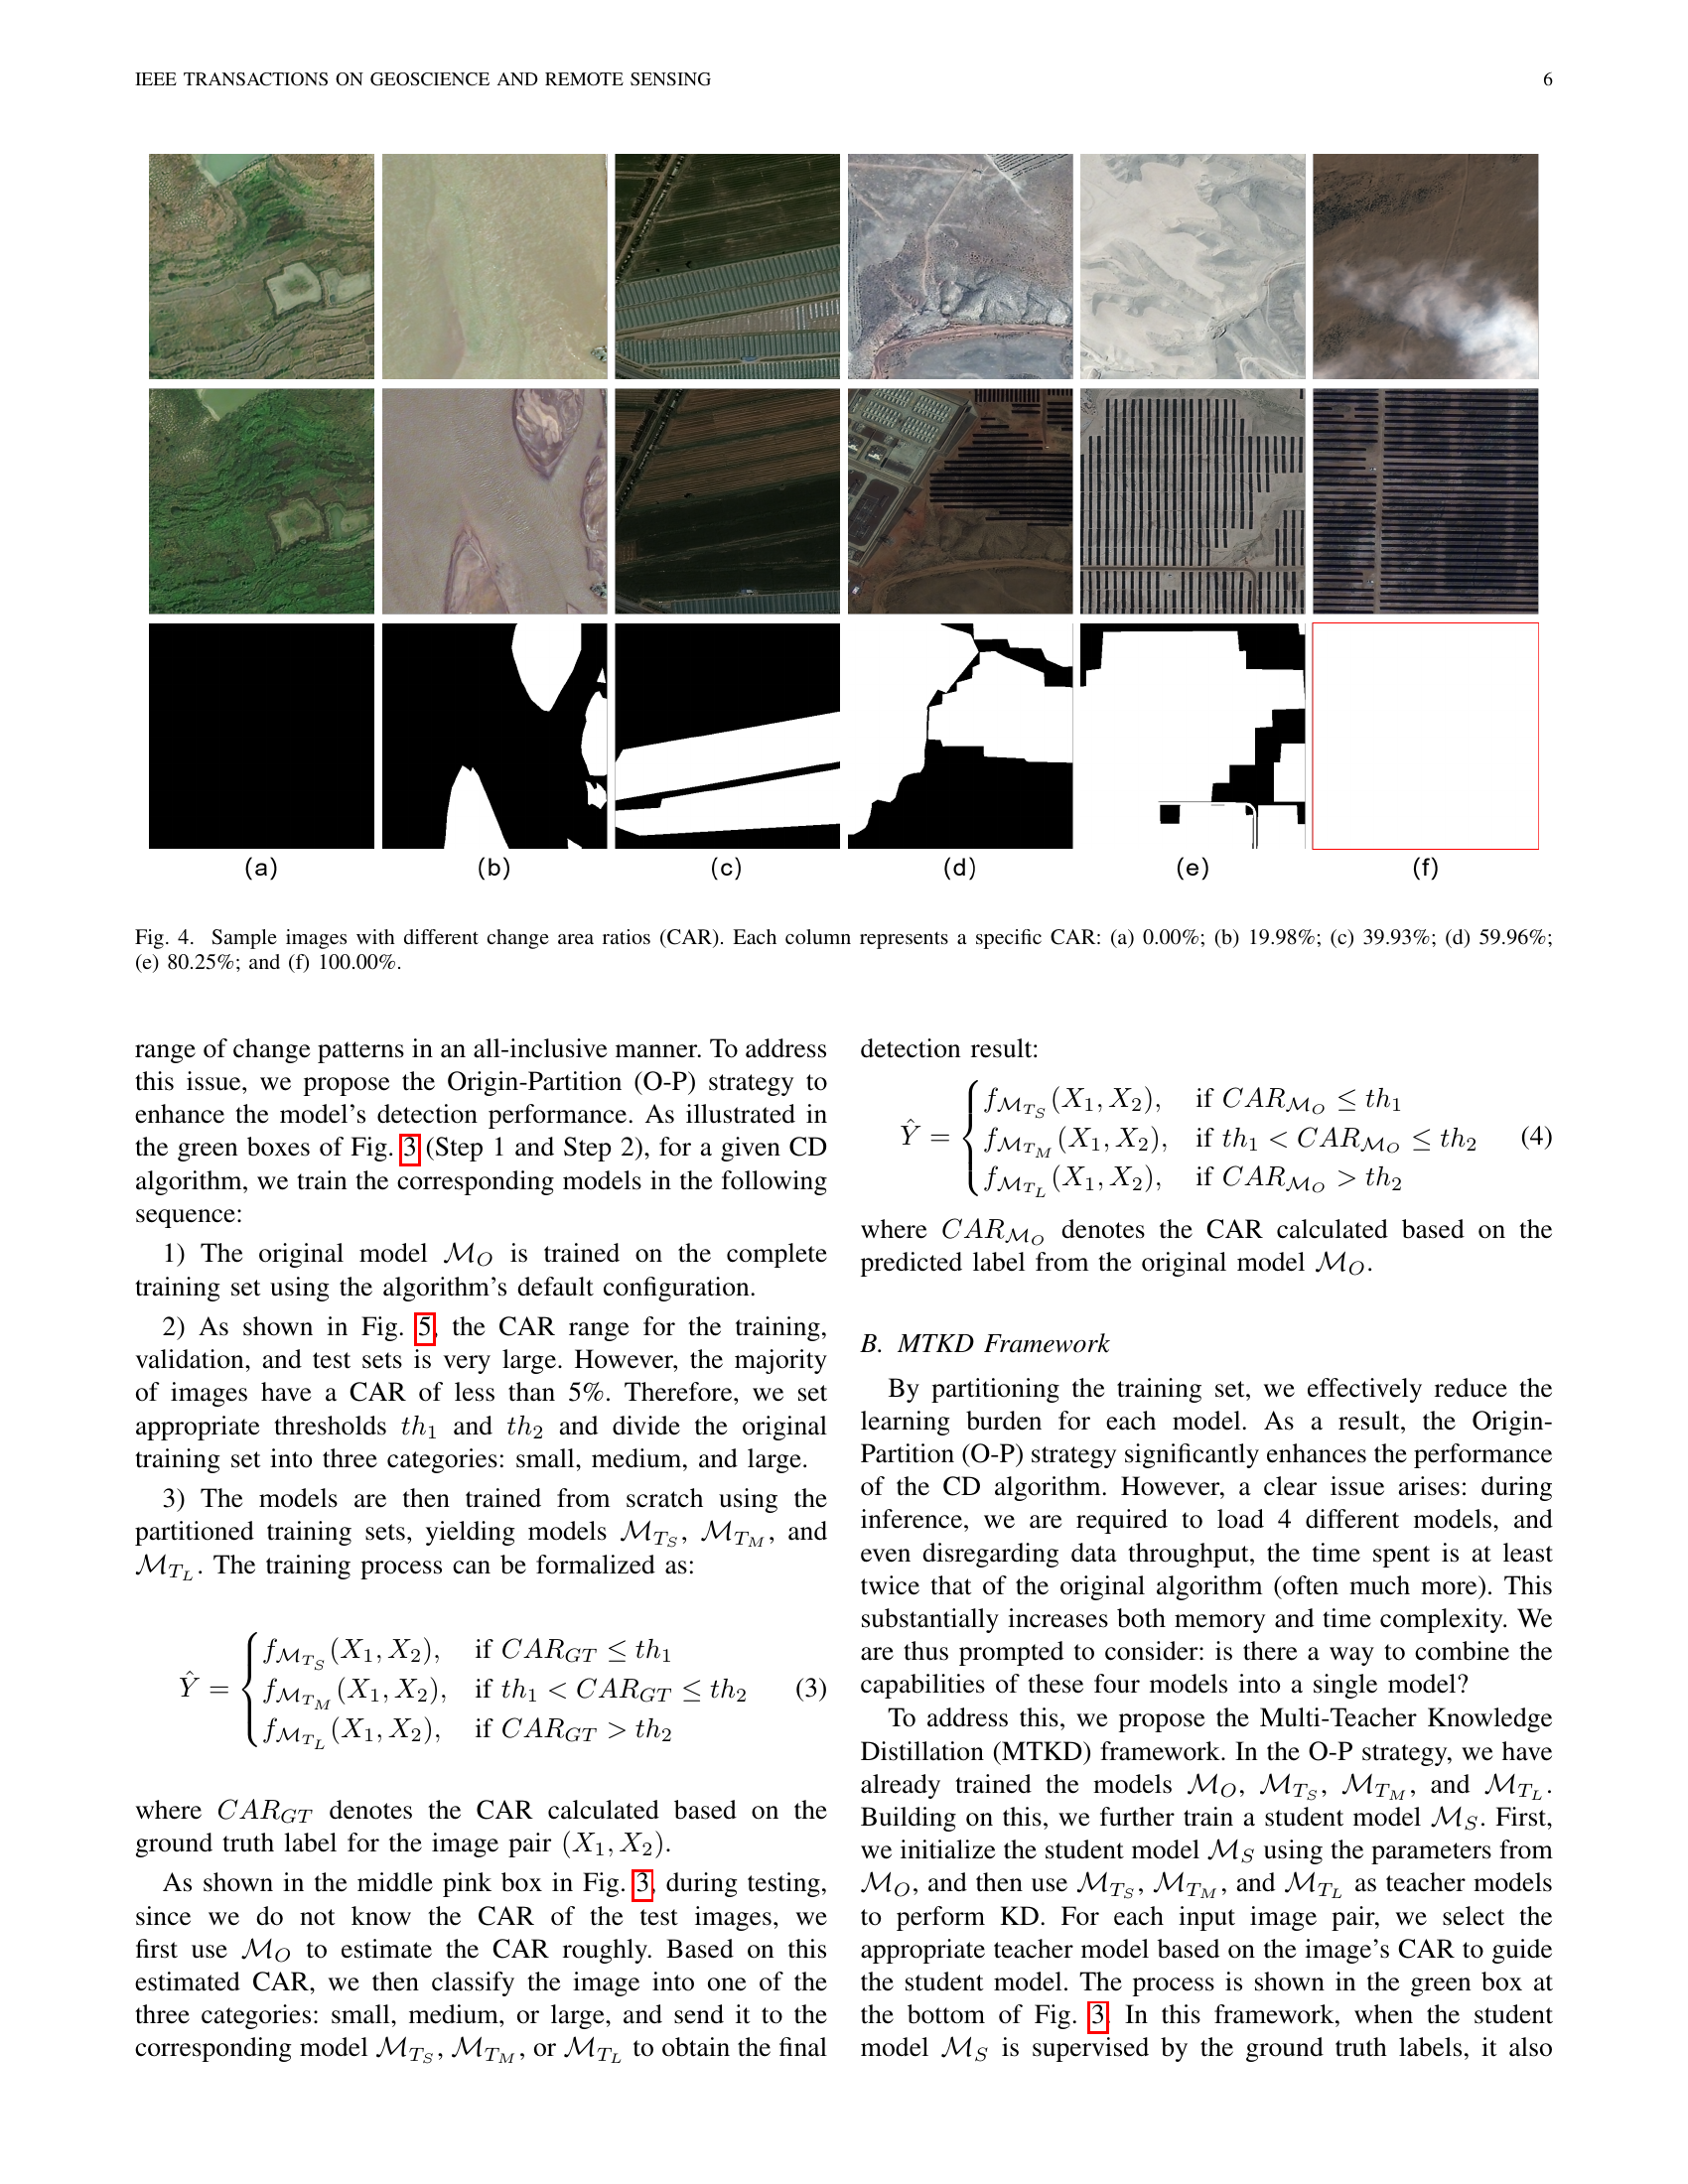 IEEE TRANSACTIONS ON GEOSCIENCE AND REMOTE SENSING 6
(a) (b) (c) (d) (e) (f)
Fig. 4. Sample images with different change area ratios (CAR). Each column represents a specific CAR: (a) 0.00%; (b) 19.98%; (c) 39.93%; (d) 59.96%;
(e) 80.25%; and (f) 100.00%.
range of change patterns in an all-inclusive manner. To address
this issue, we propose the Origin-Partition (O-P) strategy to
enhance the model's detection performance. As illustrated in
the green boxes of Fig. 3 (Step 1 and Step 2), for a given CD
algorithm, we train the corresponding models in the following
sequence:
1) The original model $\mathcal{M}_O$ is trained on the complete
training set using the algorithm's default configuration.
2) As shown in Fig. 5, the CAR range for the training,
validation, and test sets is very large. However, the majority
of images have a CAR of less than 5%. Therefore, we set
appropriate thresholds $th_1$ and $th_2$ and divide the original
training set into three categories: small, medium, and large.
3) The models are then trained from scratch using the
partitioned training sets, yielding models $\mathcal{M}_{T_S}$, $\mathcal{M}_{T_M}$, and
$\mathcal{M}_{T_L}$. The training process can be formalized as:
$\hat{Y} = \begin{cases} f_{\mathcal{M}_{T_S}}(X_1, X_2), & \text{if } CAR_{GT} \leq th_1 \\ f_{\mathcal{M}_{T_M}}(X_1, X_2), & \text{if } th_1 < CAR_{GT} \leq th_2 \\ f_{\mathcal{M}_{T_L}}(X_1, X_2), & \text{if } CAR_{GT} > th_2 \end{cases}$ (3)
where $CAR_{GT}$ denotes the CAR calculated based on the
ground truth label for the image pair $(X_1, X_2)$.
As shown in the middle pink box in Fig. 3, during testing,
since we do not know the CAR of the test images, we
first use $\mathcal{M}_O$ to estimate the CAR roughly. Based on this
estimated CAR, we then classify the image into one of the
three categories: small, medium, or large, and send it to the
corresponding model $\mathcal{M}_{T_S}$, $\mathcal{M}_{T_M}$, or $\mathcal{M}_{T_L}$ to obtain the final
detection result:
$\hat{Y} = \begin{cases} f_{\mathcal{M}_{T_S}}(X_1, X_2), & \text{if } CAR_{\mathcal{M}_O} \leq th_1 \\ f_{\mathcal{M}_{T_M}}(X_1, X_2), & \text{if } th_1 < CAR_{\mathcal{M}_O} \leq th_2 \\ f_{\mathcal{M}_{T_L}}(X_1, X_2), & \text{if } CAR_{\mathcal{M}_O} > th_2 \end{cases}$ (4)
where $CAR_{\mathcal{M}_O}$ denotes the CAR calculated based on the
predicted label from the original model $\mathcal{M}_O$.
B. MTKD Framework
By partitioning the training set, we effectively reduce the
learning burden for each model. As a result, the Origin-
Partition (O-P) strategy significantly enhances the performance
of the CD algorithm. However, a clear issue arises: during
inference, we are required to load 4 different models, and
even disregarding data throughput, the time spent is at least
twice that of the original algorithm (often much more). This
substantially increases both memory and time complexity. We
are thus prompted to consider: is there a way to combine the
capabilities of these four models into a single model?
To address this, we propose the Multi-Teacher Knowledge
Distillation (MTKD) framework. In the O-P strategy, we have
already trained the models $\mathcal{M}_O$, $\mathcal{M}_{T_S}$, $\mathcal{M}_{T_M}$, and $\mathcal{M}_{T_L}$.
Building on this, we further train a student model $\mathcal{M}_S$. First,
we initialize the student model $\mathcal{M}_S$ using the parameters from
$\mathcal{M}_O$, and then use $\mathcal{M}_{T_S}$, $\mathcal{M}_{T_M}$, and $\mathcal{M}_{T_L}$ as teacher models
to perform KD. For each input image pair, we select the
appropriate teacher model based on the image's CAR to guide
the student model. The process is shown in the green box at
the bottom of Fig. 3. In this framework, when the student
model $\mathcal{M}_S$ is supervised by the ground truth labels, it also